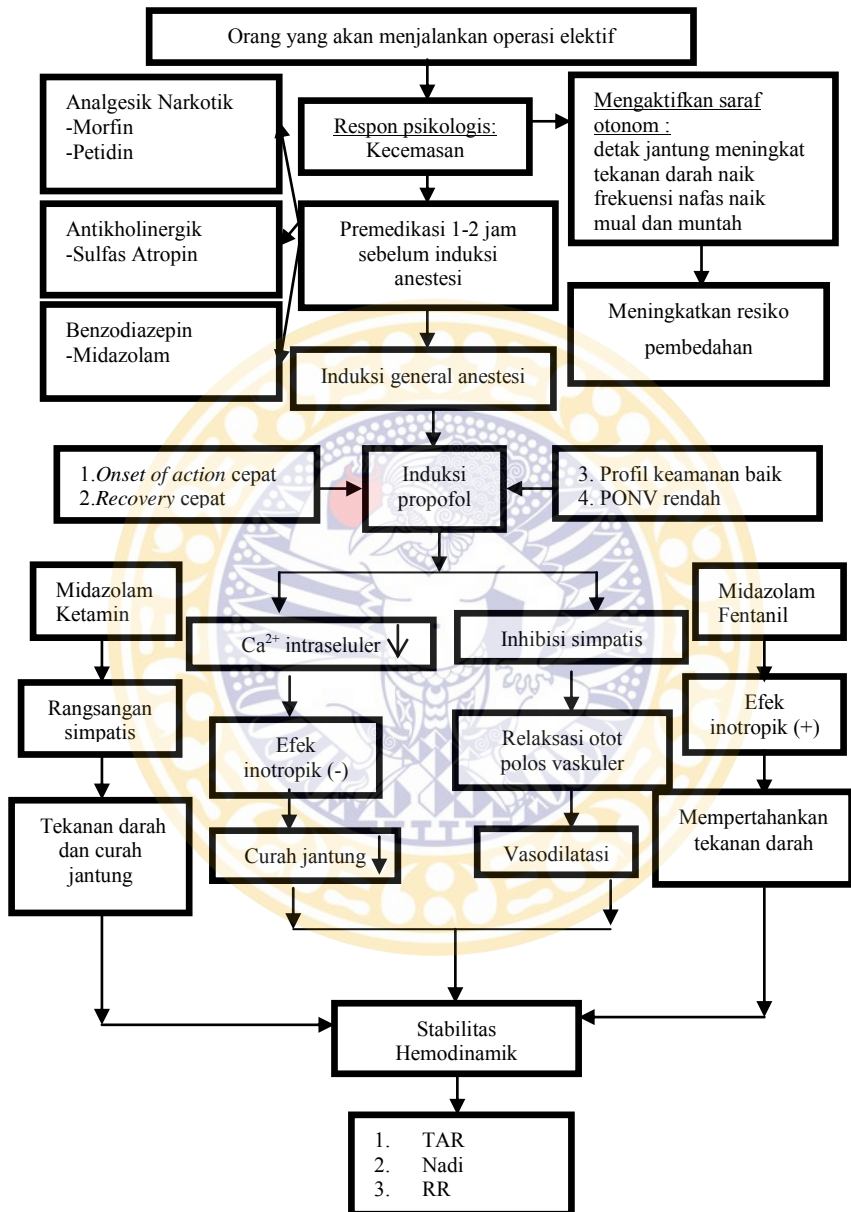 Orang yang akan menjalankan operasi elektif
Analgesik Narkotik
-Morfin
-Petidin
Respon psikologis:
Kecemasan
Mengaktifkan saraf
otonom :
detak jantung meningkat
tekanan darah naik
frekuensi nafas naik
mual dan muntah
Antikholinergik
-Sulfas Atropin
Premedikasi 1-2 jam
sebelum induksi
anestesi
Meningkatkan resiko
pembedahan
Benzodiazepin
-Midazolam
Induksi general anestesi
1.Onset of action cepat
2.Recovery cepat
Induksi
propofol
3. Profil keamanan baik
4. PONV rendah
Midazolam
Ketamin
Ca²⁺ intraseluler ↓
Inhibisi simpatis
Midazolam
Fentanil
Rangsangan
simpatis
Efek
inotropik (-)
Relaksasi otot
polos vaskuler
Efek
inotropik (+)
Tekanan darah
dan curah
jantung
Curah jantung ↓
Vasodilatasi
Mempertahankan
tekanan darah
Stabilitas
Hemodinamik
1. TAR
2. Nadi
3. RR